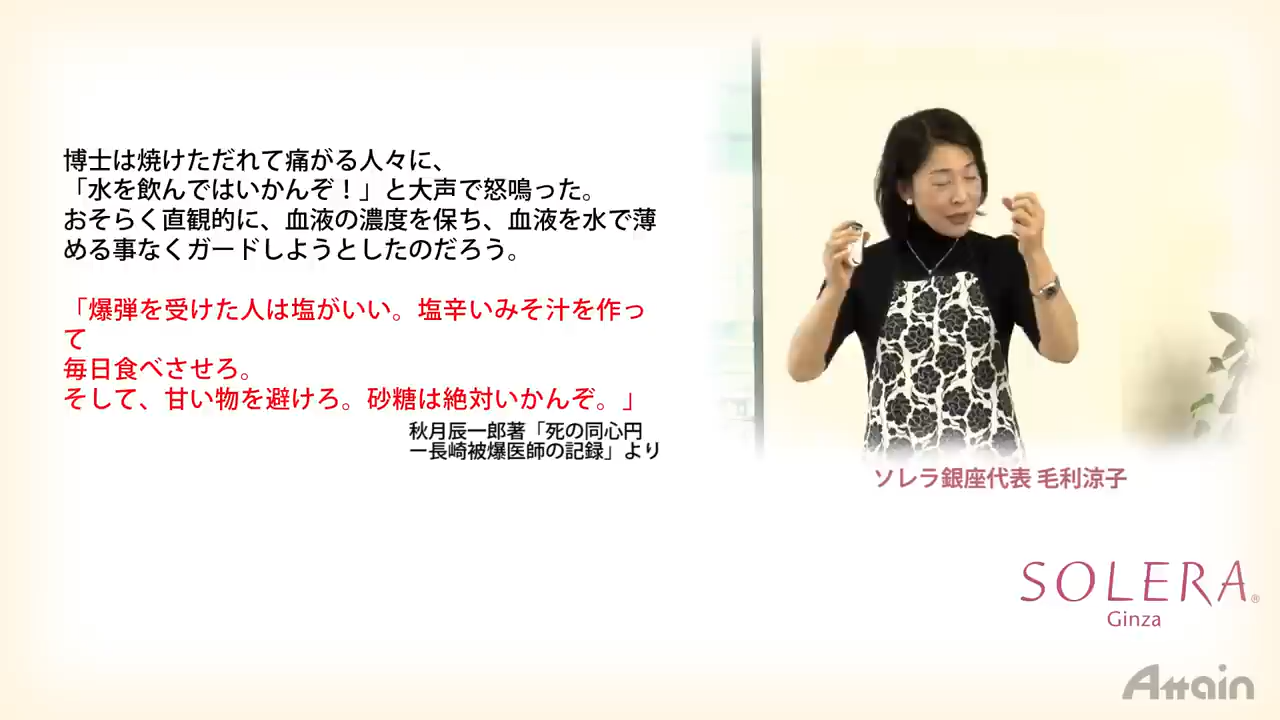 博士は焼けただれて痛がる人々に、
「水を飲んではいかんぞ！」と大声で怒鳴った。
おそらく直観的に、血液の濃度を保ち、血液を水で薄
める事なくガードしようとしたのだろう。
「爆弾を受けた人は塩がいい。塩辛いみそ汁を作っ
て
毎日食べさせろ。
そして、甘い物を避けろ。砂糖は絶対いかんぞ。」
秋月辰一郎著「死の同心円
ー長崎被爆医師の記録」より
ソレラ銀座代表 毛利涼子
SOLERA®
Ginza
Attain